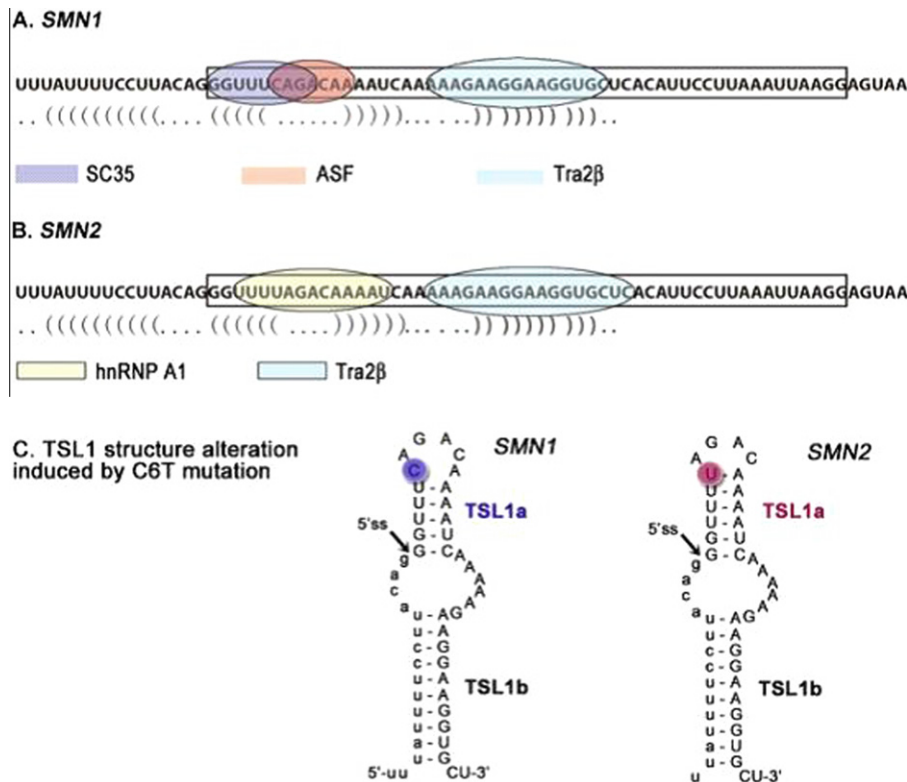 A. SMN1
UUUAUUUUCCUUACAGGGUUUCAGACAAAAUCAAAAAGAAGGAAGGUGCUCACAUUCCUUAAAUUAAGGAGUAA
. . ((((((((((. . . . ((((( ...... )))))... ... )) )))))) ))). .
SC35
ASF
Tra2β
B. SMN2
UUUAUUUUCCUUACAGGGUUUUAGACAAAAUCAAAAAGAAGGAAGGUGCUCACAUUCCUUAAAUUAAGGAGUAA
. . ((((((((((. . . . (((((( .... ))))))... ... )) )))))) ))). .
hnRNP A1
Tra2β
C. TSL1 structure alteration
induced by C6T mutation
SMN1
G A
A C
C A
U - A
U - A
U - A
G - U
G - C
A
A
A
A
A
G
g
a
c
a
u - A
u - A
c - G
c - G
u - A
u - A
u - G
u - G
a - U
u - G
5'-uu CU-3'
5'ss
TSL1a
TSL1b
SMN2
G A
A C
U - A
U - A
U - A
U - A
G - U
G - C
A
A
A
A
A
G
g
a
c
a
u - A
u - A
c - G
c - G
u - A
u - A
u - G
u - G
a - U
u - G
u CU-3'
5'ss
TSL1a
TSL1b